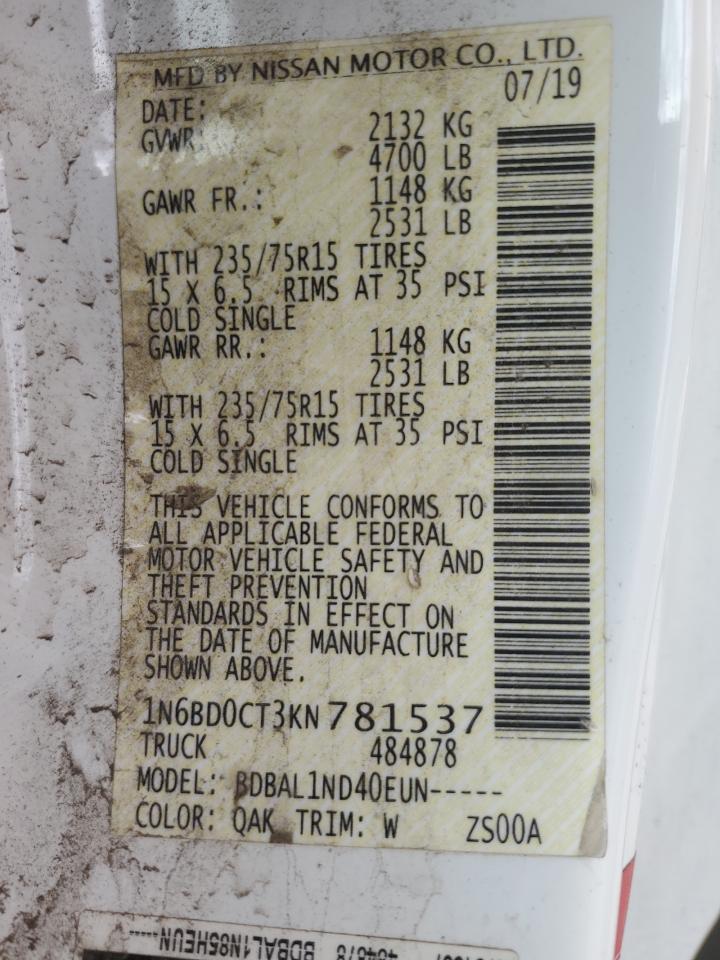 MFD BY NISSAN MOTOR CO., LTD.
DATE: 07/19
GVWR: 2132 KG
4700 LB
GAWR FR.: 1148 KG
2531 LB
WITH 235/75R15 TIRES
15 X 6.5 RIMS AT 35 PSI
COLD SINGLE
GAWR RR.: 1148 KG
2531 LB
WITH 235/75R15 TIRES
15 X 6.5 RIMS AT 35 PSI
COLD SINGLE
THIS VEHICLE CONFORMS TO
ALL APPLICABLE FEDERAL
MOTOR VEHICLE SAFETY AND
THEFT PREVENTION
STANDARDS IN EFFECT ON
THE DATE OF MANUFACTURE
SHOWN ABOVE.
1N6BD0CT3KN781537
TRUCK 484878
MODEL: BDBAL1ND40EUN-----
COLOR: QAK TRIM: W ZS00A
484878 BDBAL1N85HEUN-----